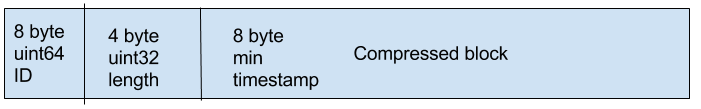 8 byte
uint64
ID
4 byte
uint32
length
8 byte
min
timestamp
Compressed block